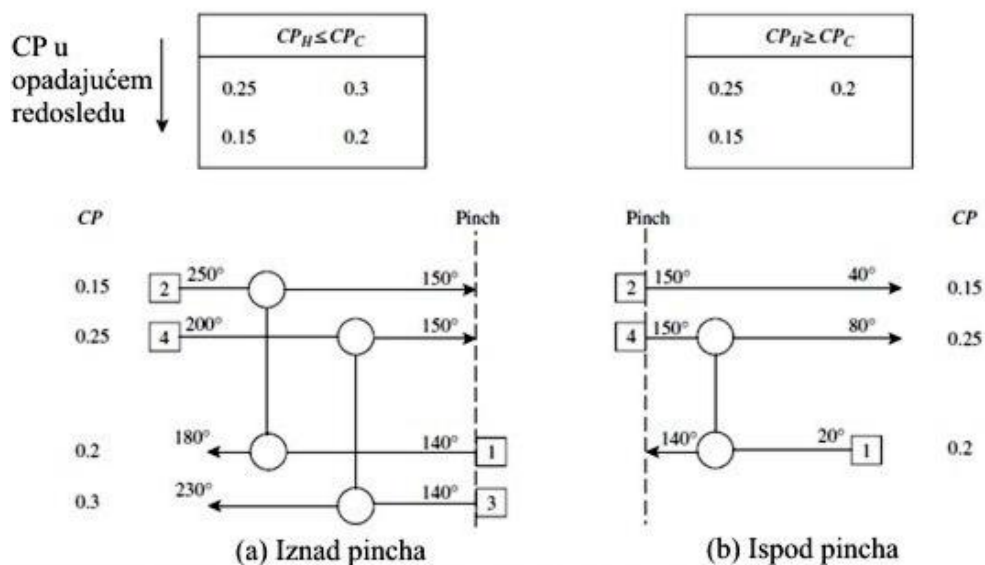 CP u
opadajućem
redosledu
CP_H ≤ CP_C
0.25 0.3
0.15 0.2
CP_H ≥ CP_C
0.25 0.2
0.15
CP Pinch
0.15 2 250° 150°
0.25 4 200° 150°
0.2 180° 140° 1
0.3 230° 140° 3
(a) Iznad pincha
Pinch CP
2 150° 40° 0.15
4 150° 80° 0.25
140° 20° 1 0.2
(b) Ispod pincha